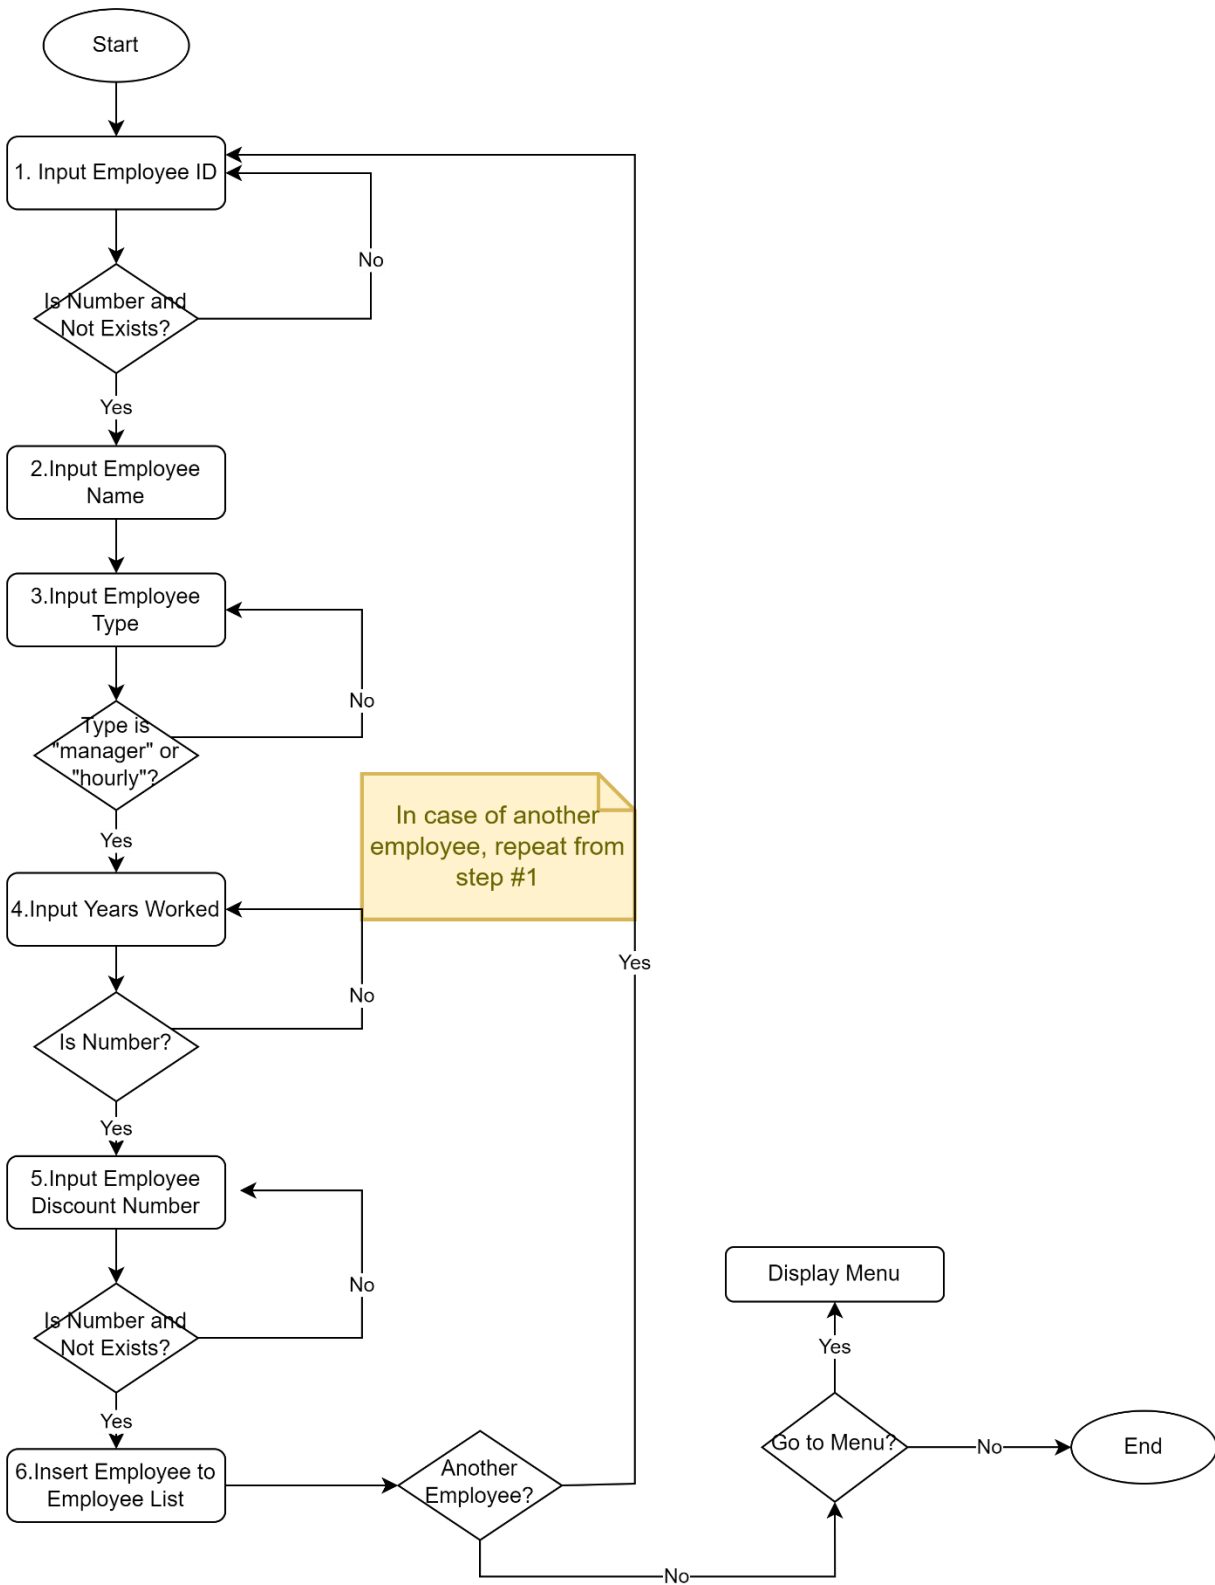 Start
1. Input Employee ID
No
Is Number and
Not Exists?
Yes
2.Input Employee
Name
3.Input Employee
Type
No
Type is
"manager" or
"hourly"?
Yes
In case of another
employee, repeat from
step #1
4.Input Years Worked
Yes
No
Is Number?
Yes
5.Input Employee
Discount Number
No
Is Number and
Not Exists?
Yes
6.Insert Employee to
Employee List
Another
Employee?
No
Display Menu
Yes
Go to Menu?
No
End